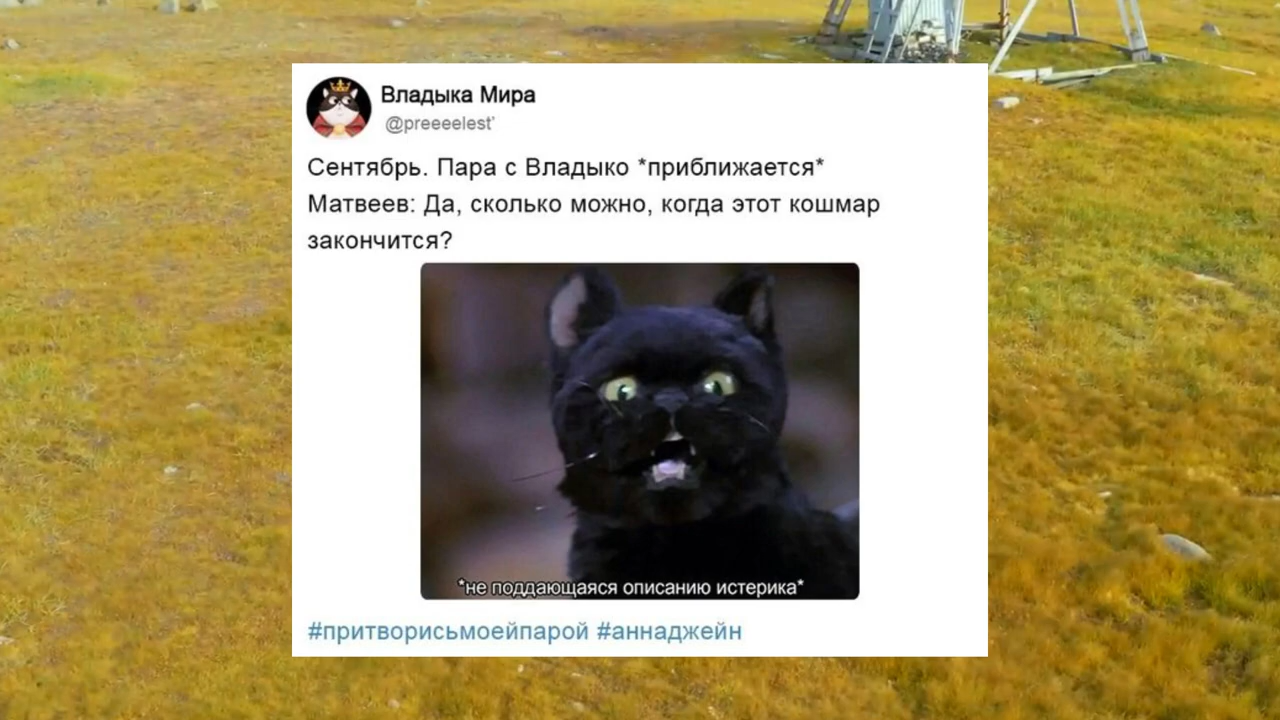 Владыка Мира
@preeeelest'
Сентябрь. Пара с Владыко *приближается*
Матвеев: Да, сколько можно, когда этот кошмар
закончится?
*не поддающаяся описанию истерика*
#притворисьмоейпарой #аннаджейн